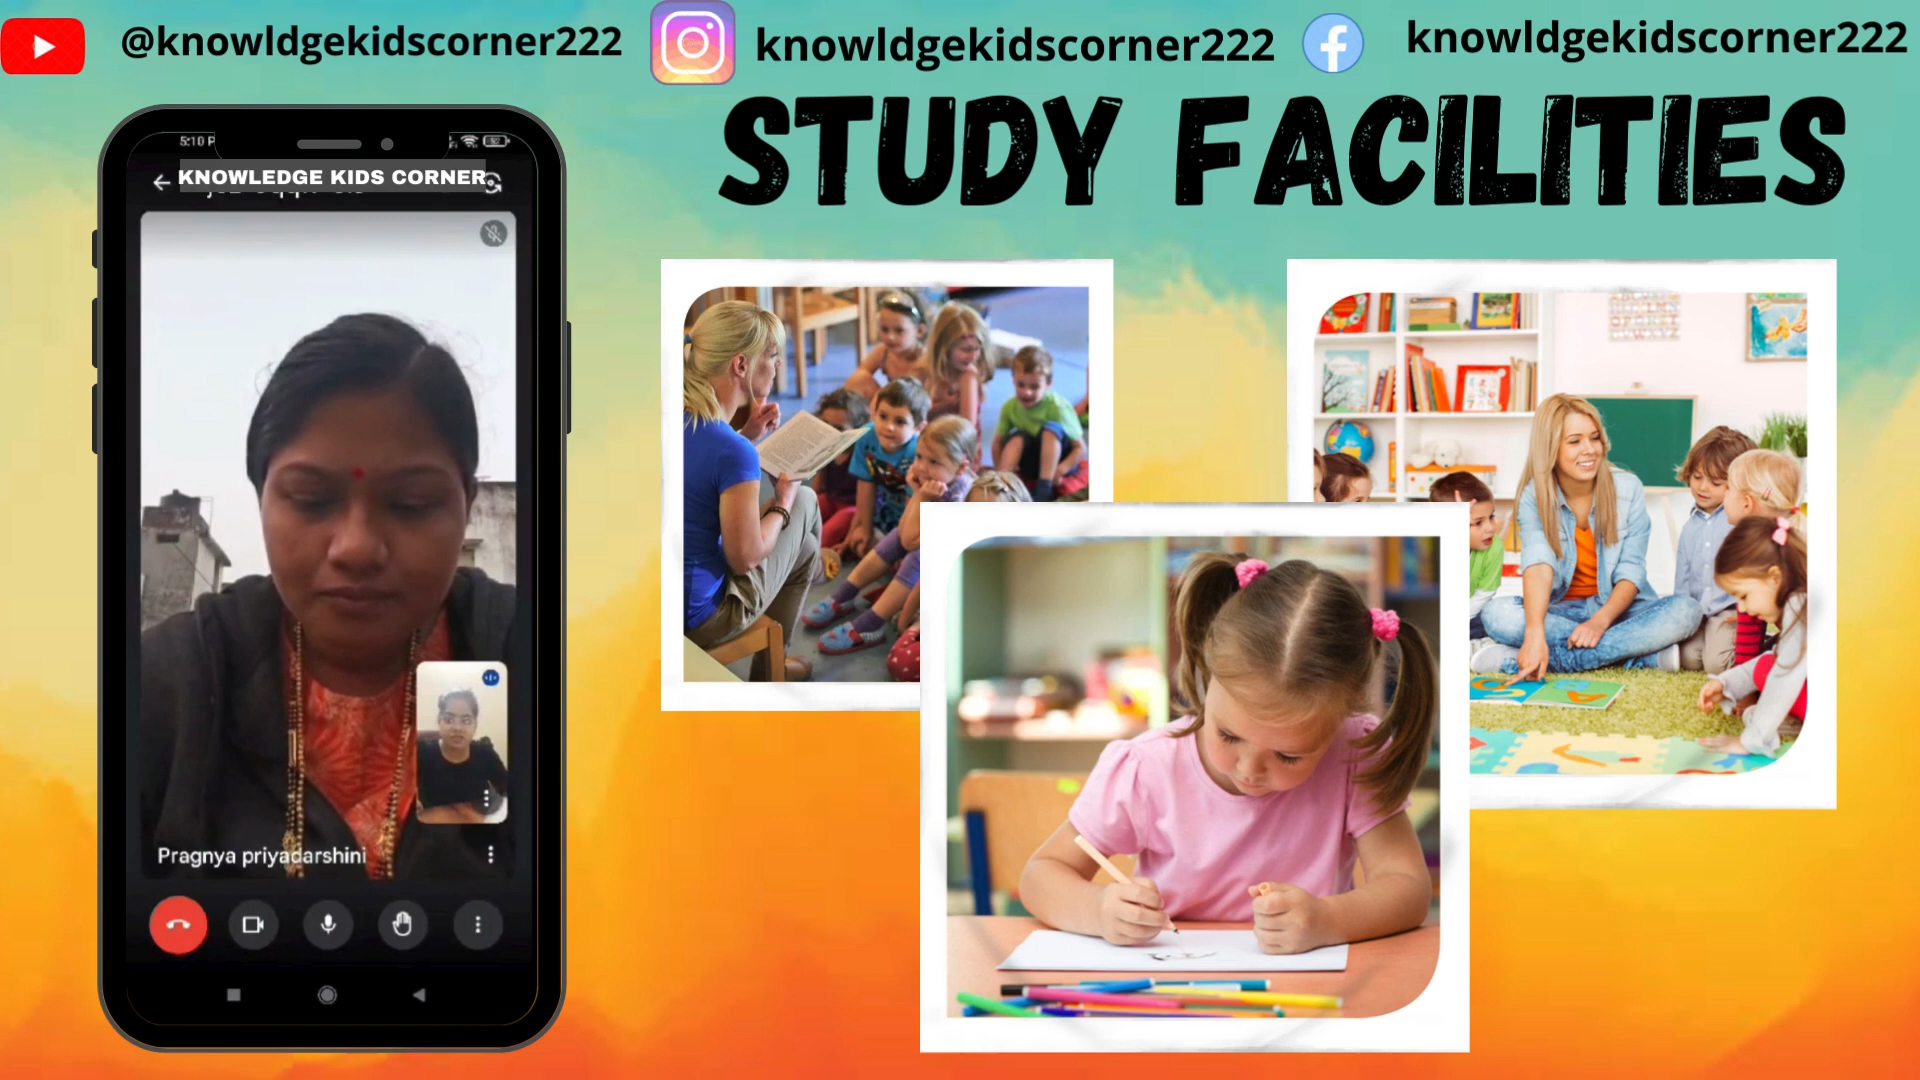 @knowldgekidscorner222
knowldgekidscorner222
knowldgekidscorner222
STUDY FACILITIES
5:10 P
KNOWLEDGE KIDS CORNER
Pragnya priyadarshini